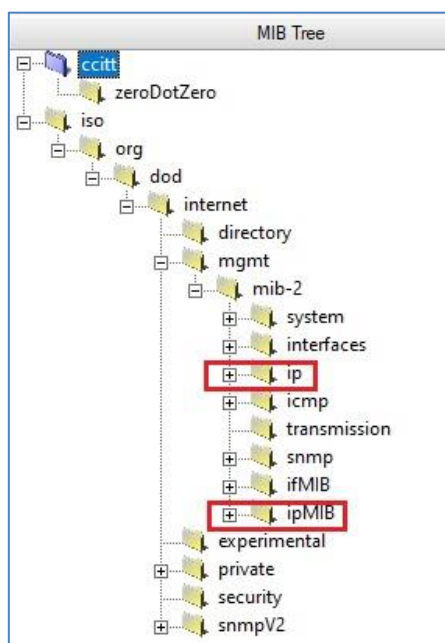 MIB Tree
ccitt
zeroDotZero
iso
org
dod
internet
directory
mgmt
mib-2
system
interfaces
ip
icmp
transmission
snmp
ifMIB
ipMIB
experimental
private
security
snmpV2